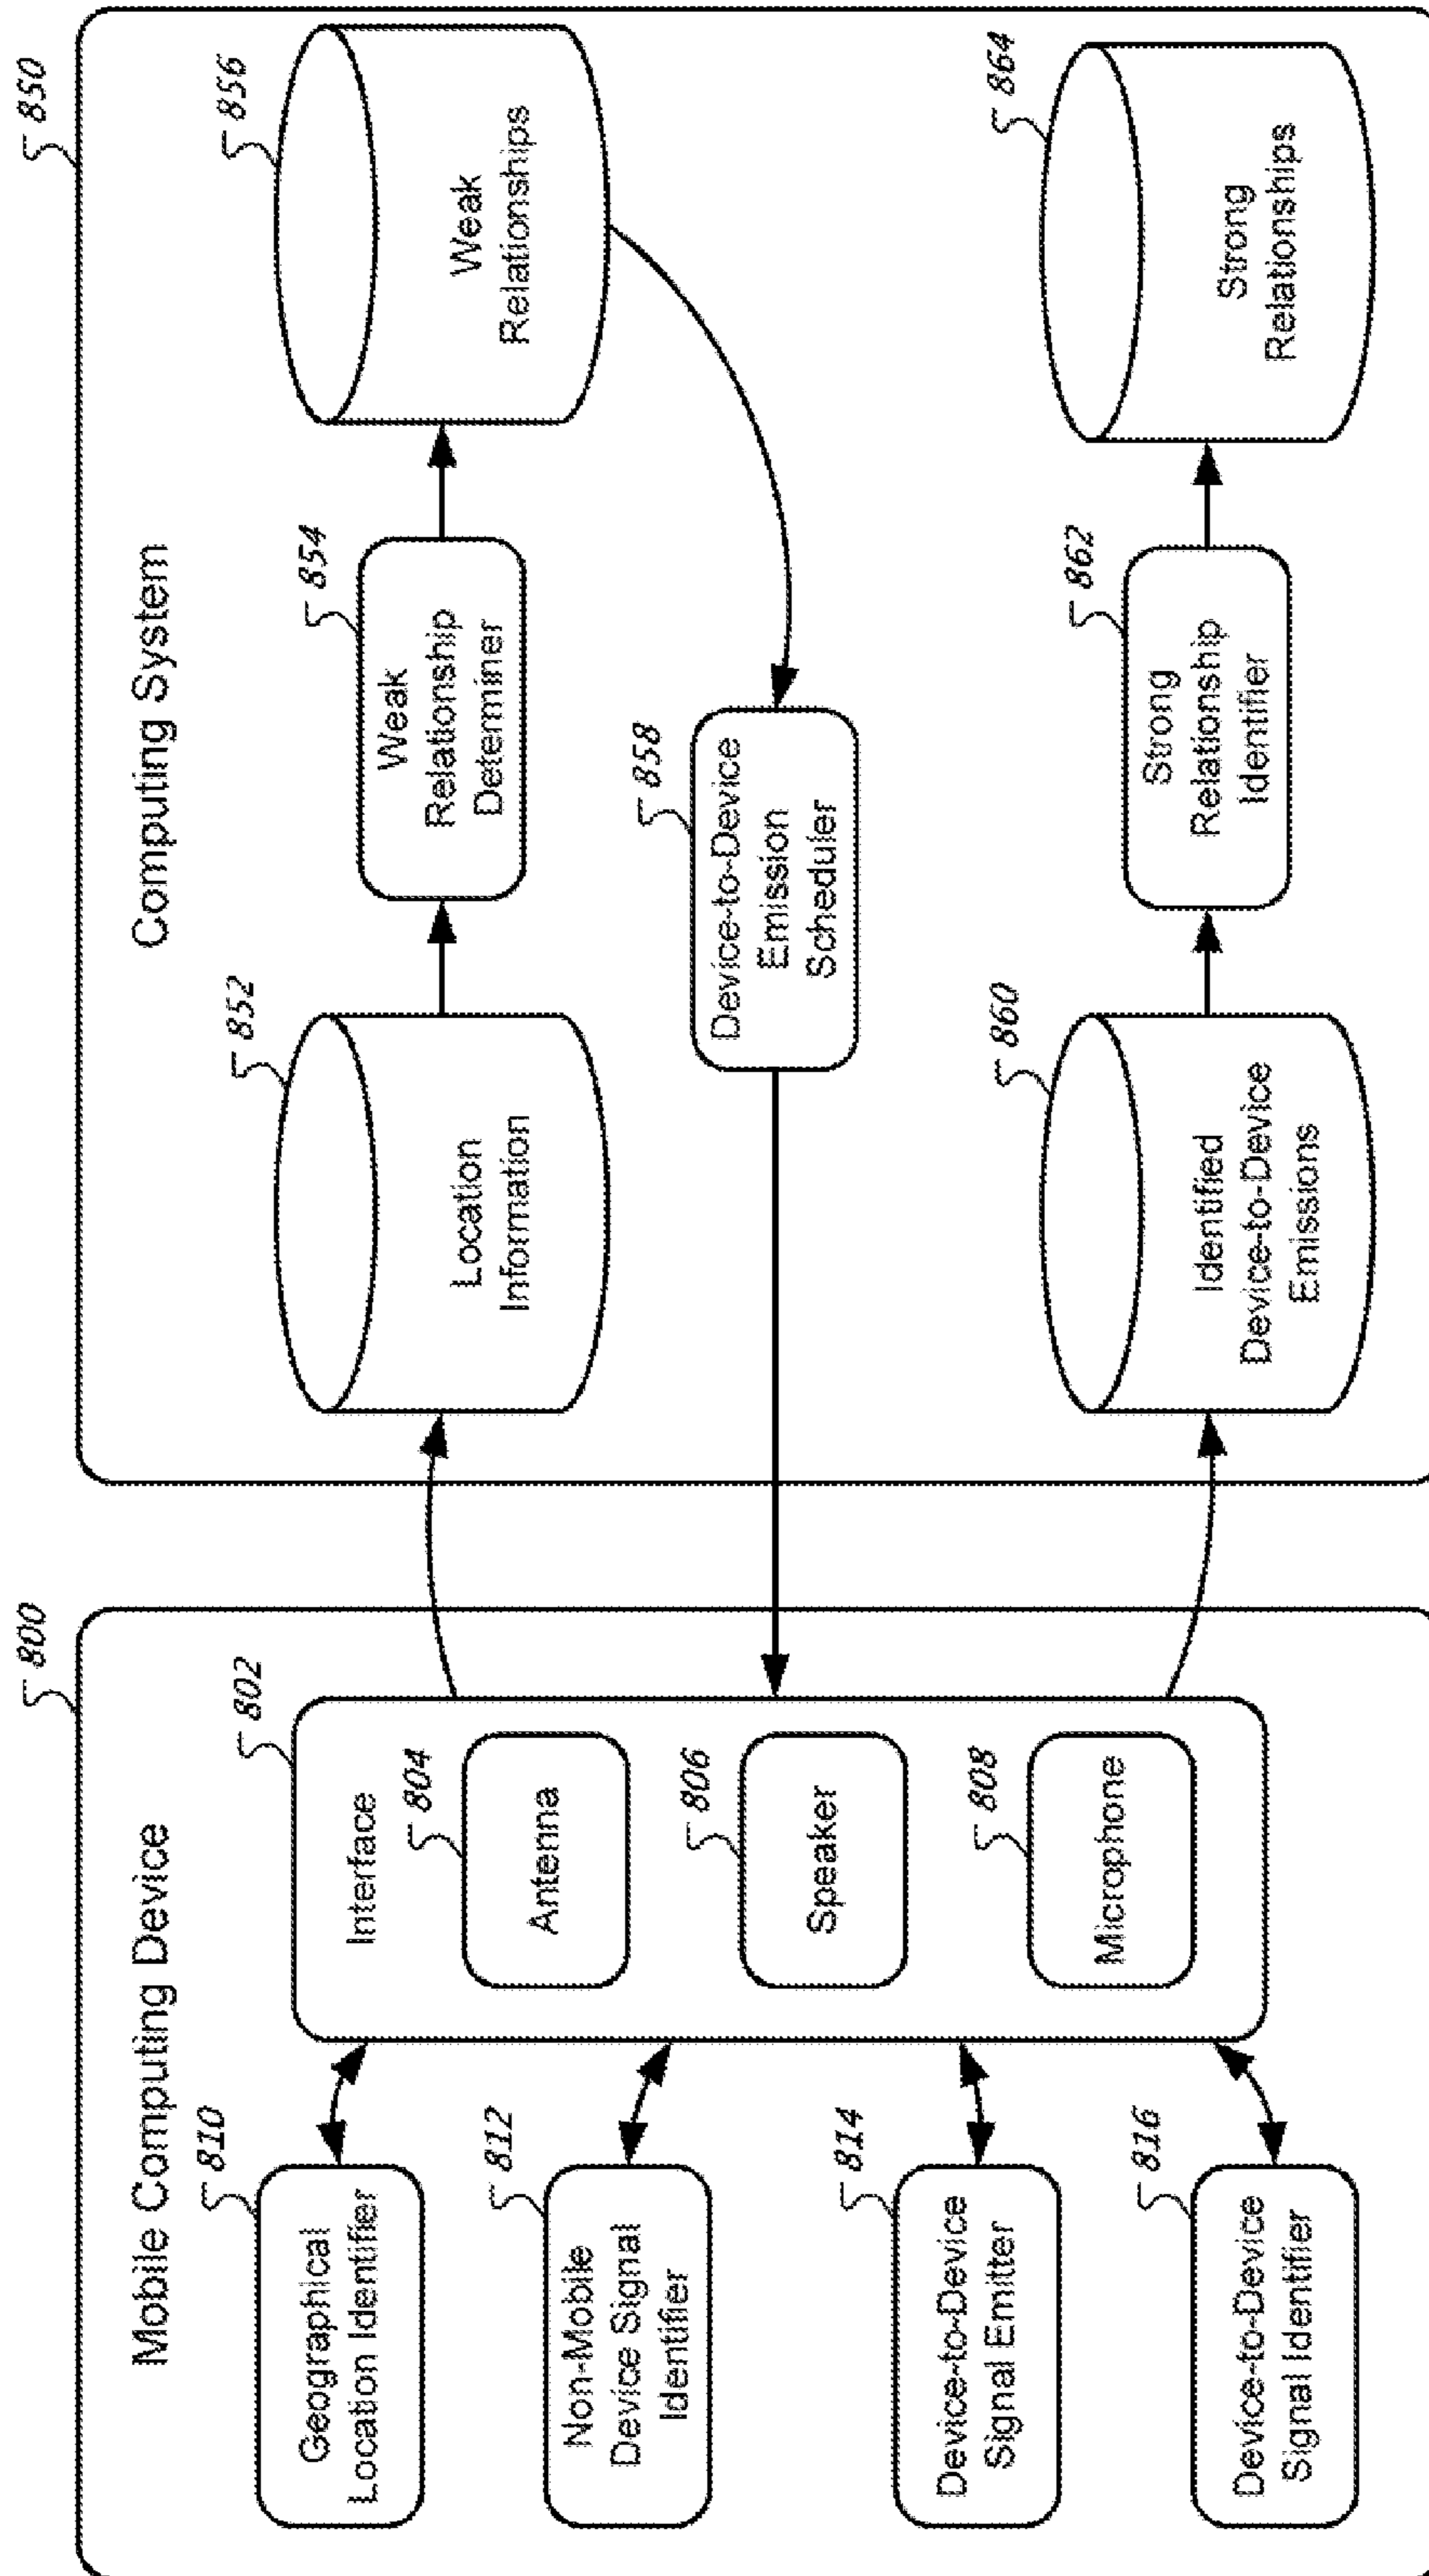 800
Mobile Computing Device
810
Geographical
Location Identifier
812
Non-Mobile
Device Signal
Identifier
814
Device-to-Device
Signal Emitter
816
Device-to-Device
Signal Identifier
802
Interface
804
Antenna
806
Speaker
808
Microphone
850
Computing System
852
Location
Information
854
Weak
Relationship
Determiner
856
Weak
Relationships
858
Device-to-Device
Emission
Scheduler
860
Identified
Device-to-Device
Emissions
862
Strong
Relationship
Identifier
864
Strong
Relationships